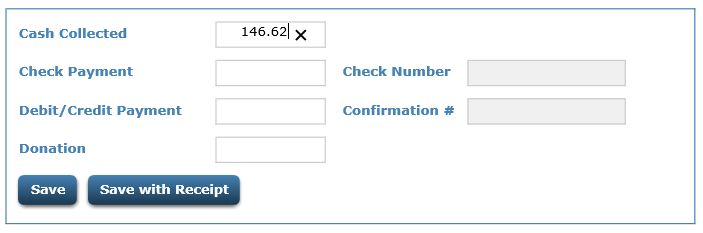 Cash Collected 146.62
Check Payment Check Number
Debit/Credit Payment Confirmation #
Donation
Save Save with Receipt